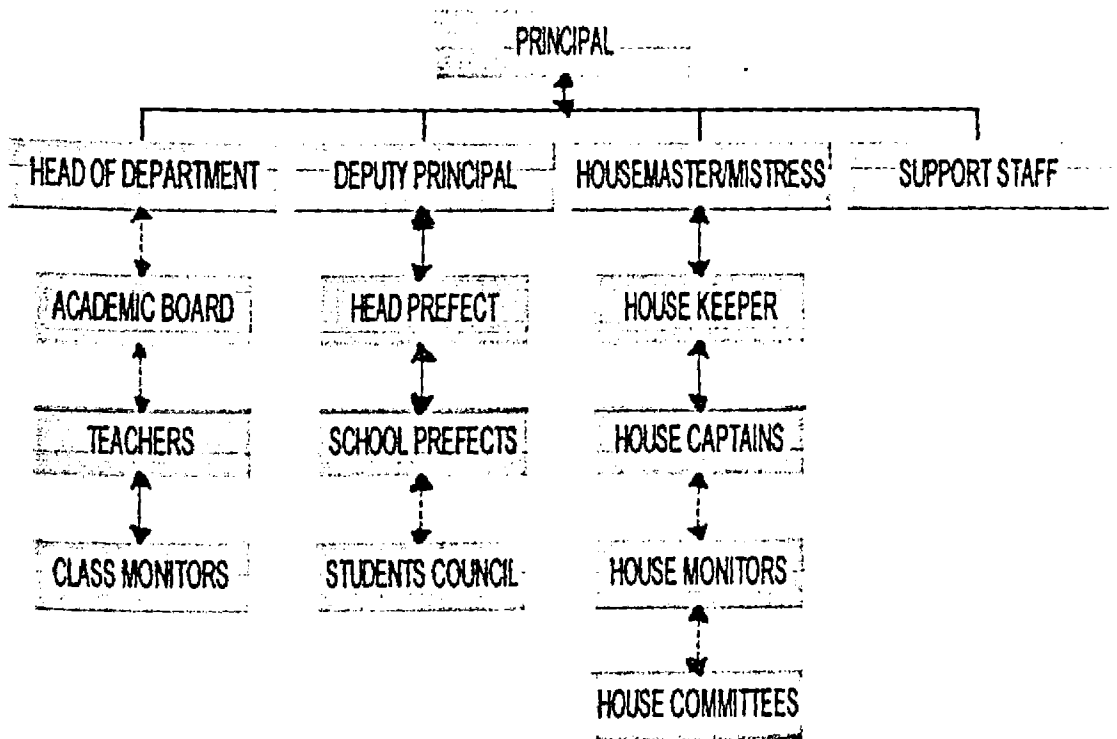 PRINCIPAL
HEAD OF DEPARTMENT
DEPUTY PRINCIPAL
HOUSEMASTER/MISTRESS
SUPPORT STAFF
ACADEMIC BOARD
HEAD PREFECT
HOUSE KEEPER
TEACHERS
SCHOOL PREFECTS
HOUSE CAPTAINS
CLASS MONITORS
STUDENTS COUNCIL
HOUSE MONITORS
HOUSE COMMITTEES